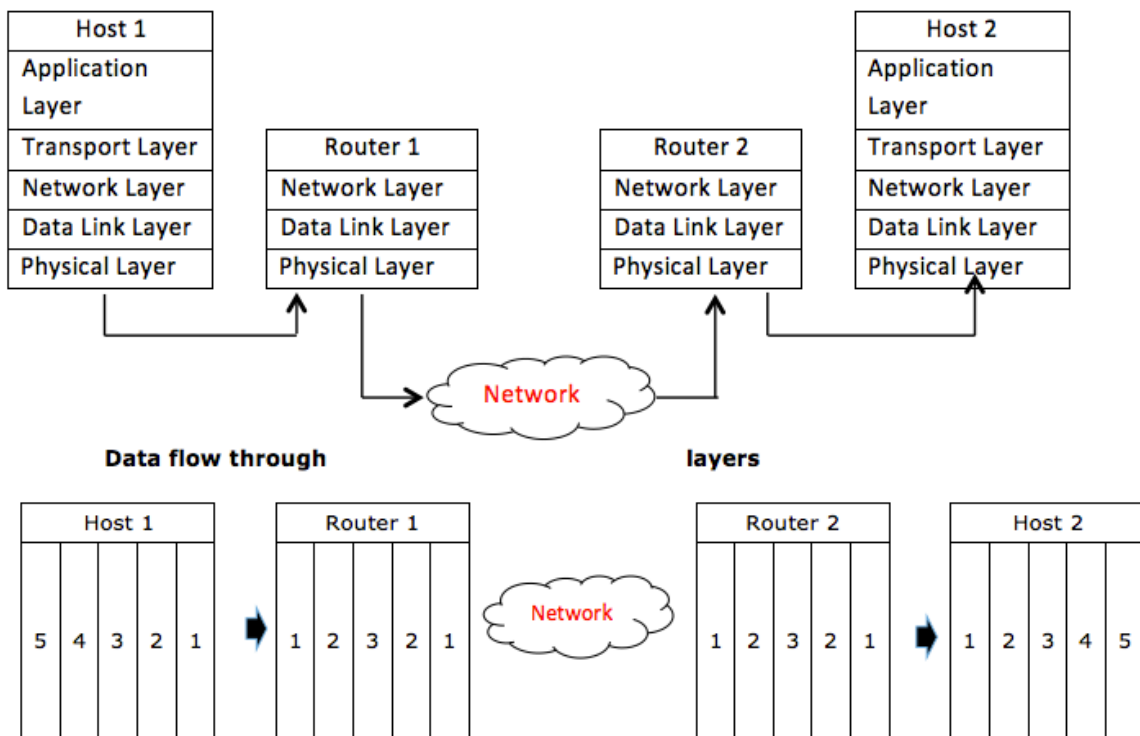 Host 1
Application
Layer
Transport Layer
Network Layer
Data Link Layer
Physical Layer
Router 1
Network Layer
Data Link Layer
Physical Layer
Router 2
Network Layer
Data Link Layer
Physical Layer
Host 2
Application
Layer
Transport Layer
Network Layer
Data Link Layer
Physical Layer
Network
Data flow through layers
Host 1
5 4 3 2 1
Router 1
1 2 3 2 1
Network
Router 2
1 2 3 2 1
Host 2
1 2 3 4 5